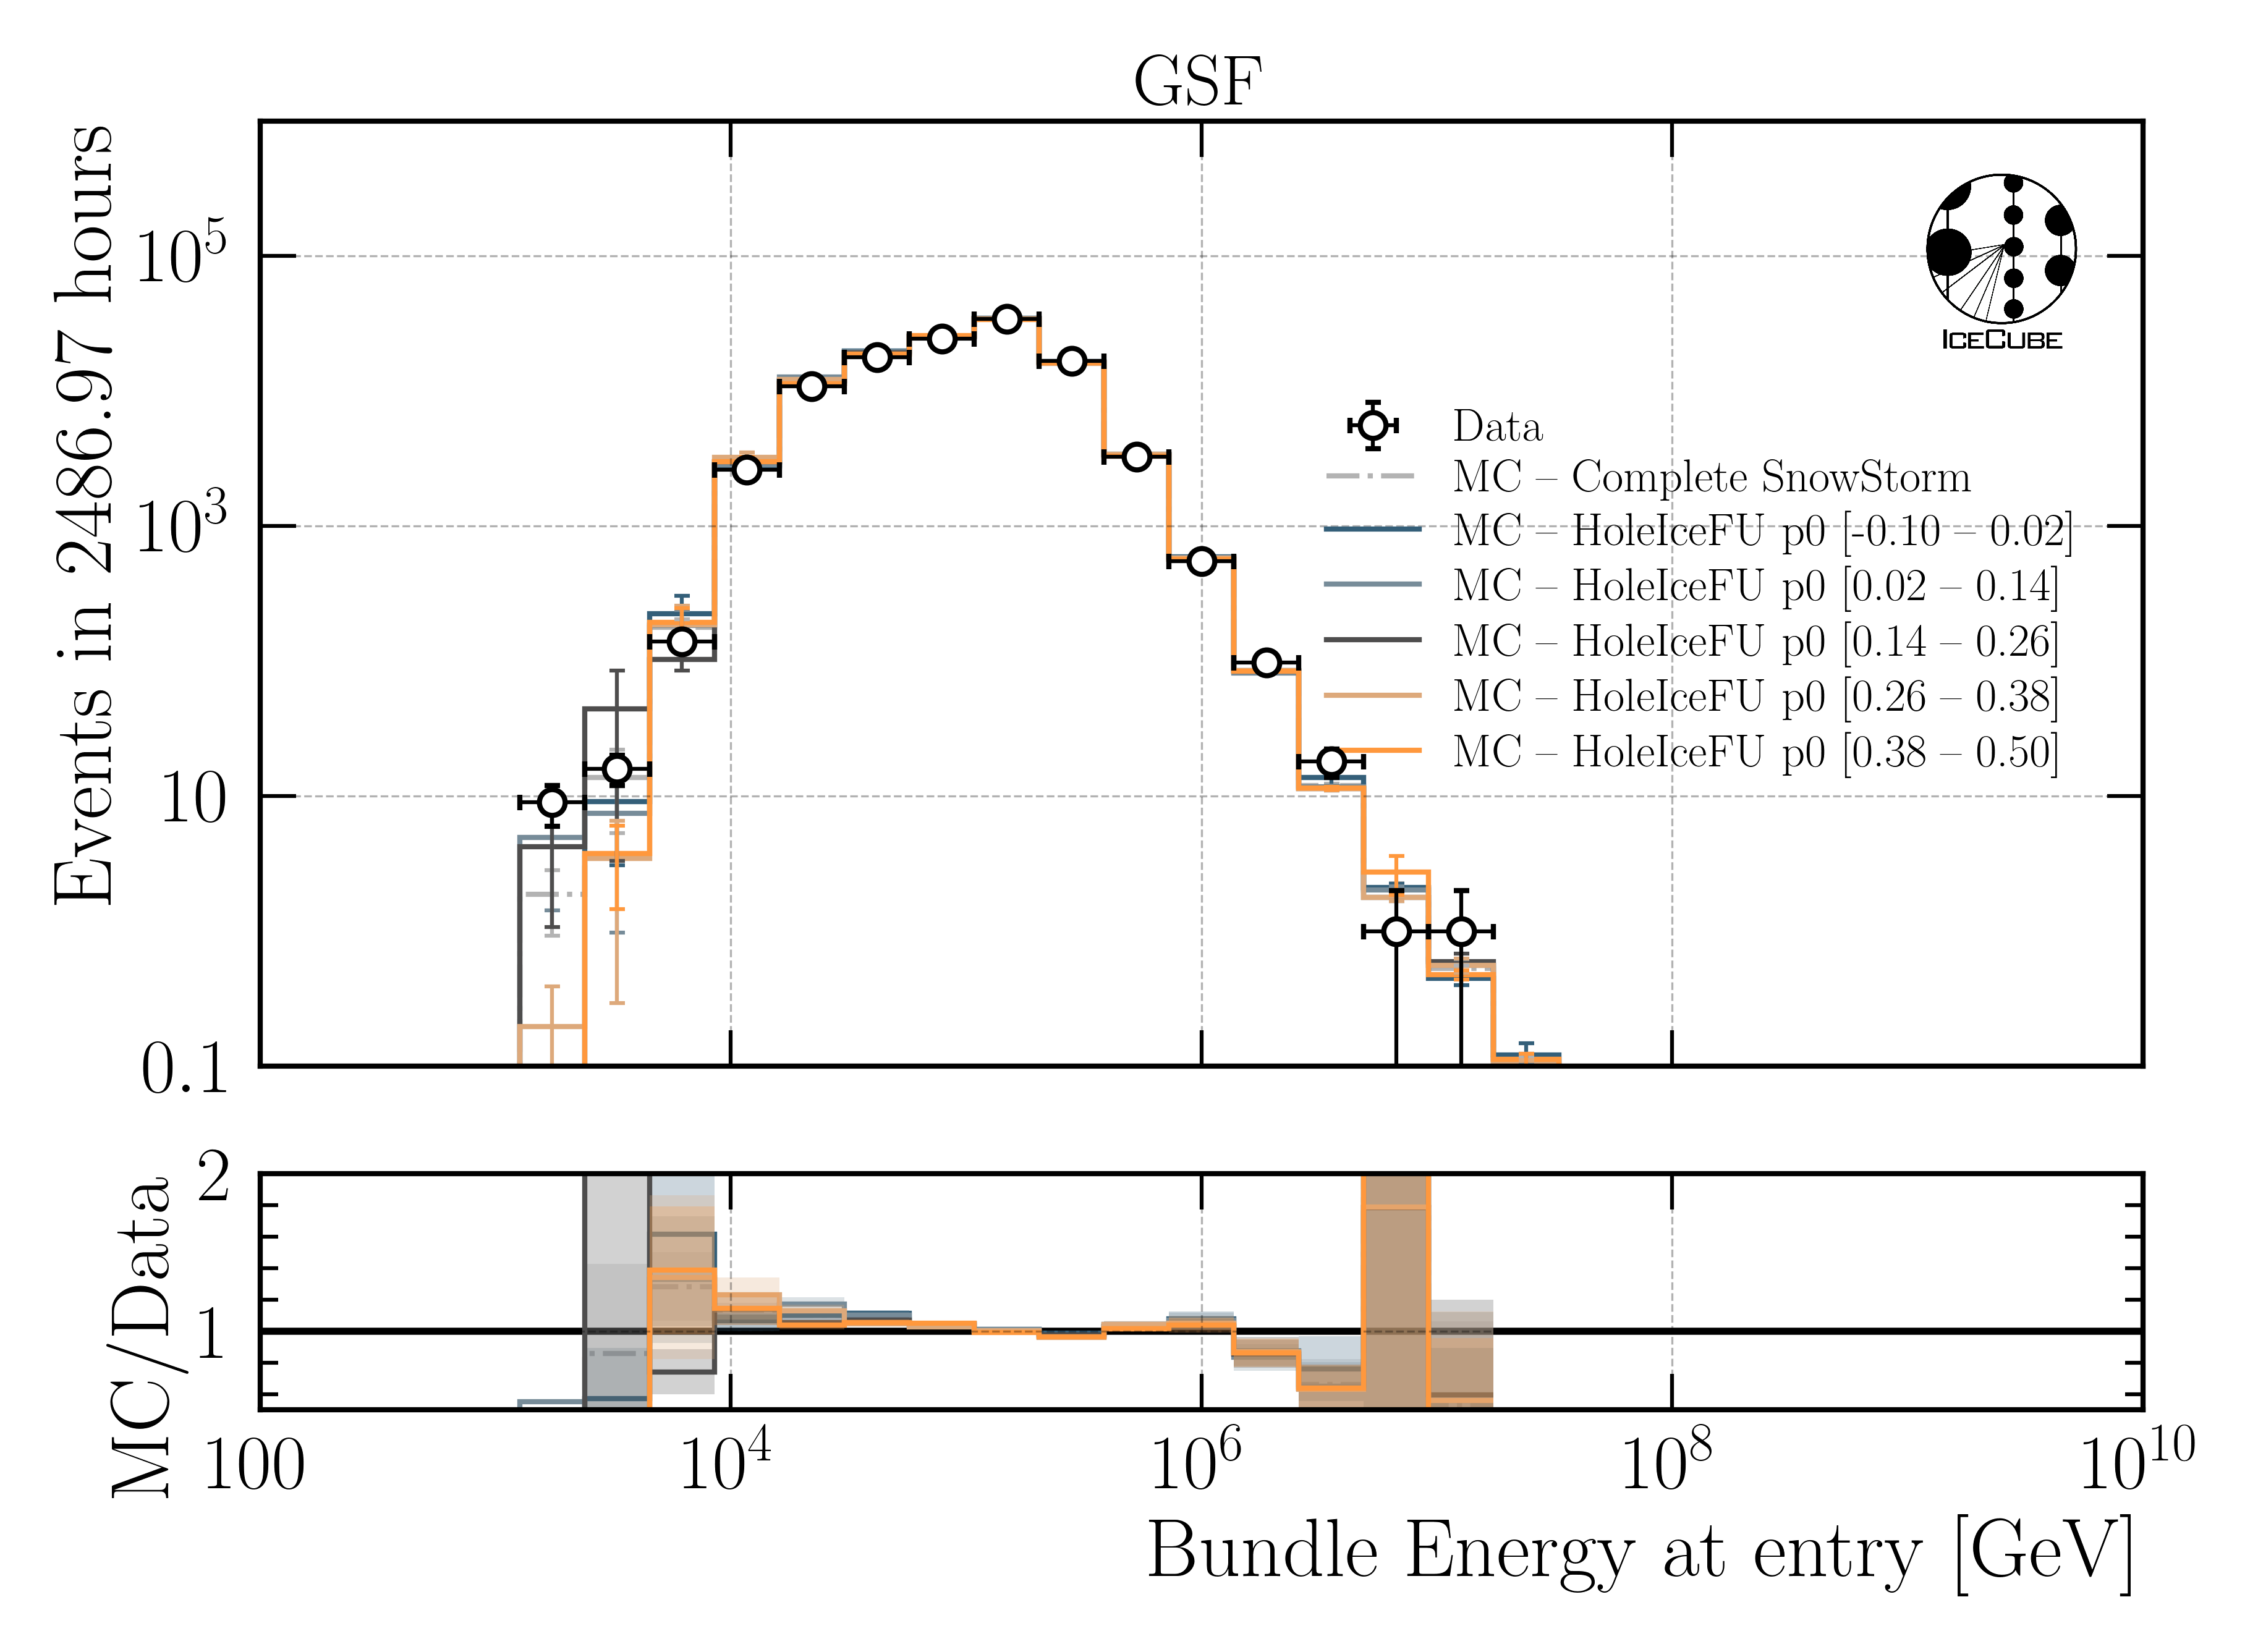 GSF
Events in 2486.97 hours
10^5
10^3
10
0.1
ICECUBE
Data
MC – Complete SnowStorm
MC – HoleIceFU p0 [-0.10 – 0.02]
MC – HoleIceFU p0 [0.02 – 0.14]
MC – HoleIceFU p0 [0.14 – 0.26]
MC – HoleIceFU p0 [0.26 – 0.38]
MC – HoleIceFU p0 [0.38 – 0.50]
MC/Data
2
1
100 10^4 10^6 10^8 10^10
Bundle Energy at entry [GeV]